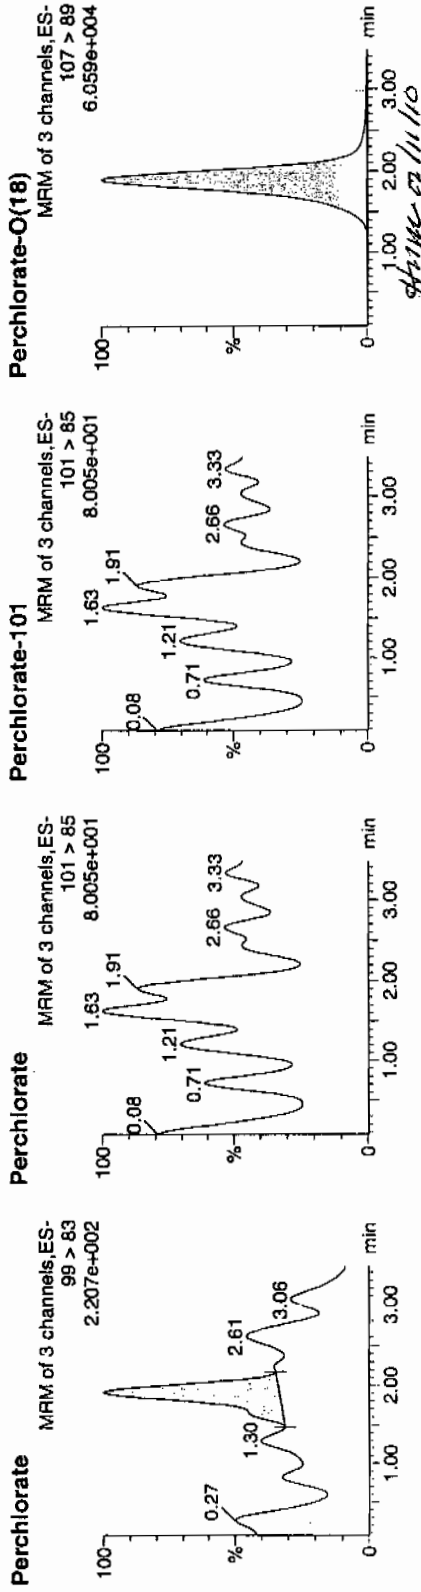 Perchlorate
MRM of 3 channels,ES-
99 > 83
2.207e+002
100
%
0
0.27
1.30
2.61
3.06
1.00
2.00
3.00
min
Perchlorate
MRM of 3 channels,ES-
101 > 85
8.005e+001
100
%
0
0.08
0.71
1.21
1.63
1.91
2.66
3.33
1.00
2.00
3.00
min
Perchlorate-101
MRM of 3 channels,ES-
101 > 85
8.005e+001
100
%
0
0.08
0.71
1.21
1.63
1.91
2.66
3.33
1.00
2.00
3.00
min
Perchlorate-O(18)
MRM of 3 channels,ES-
107 > 89
6.059e+004
100
%
0
1.00
2.00
3.00
min